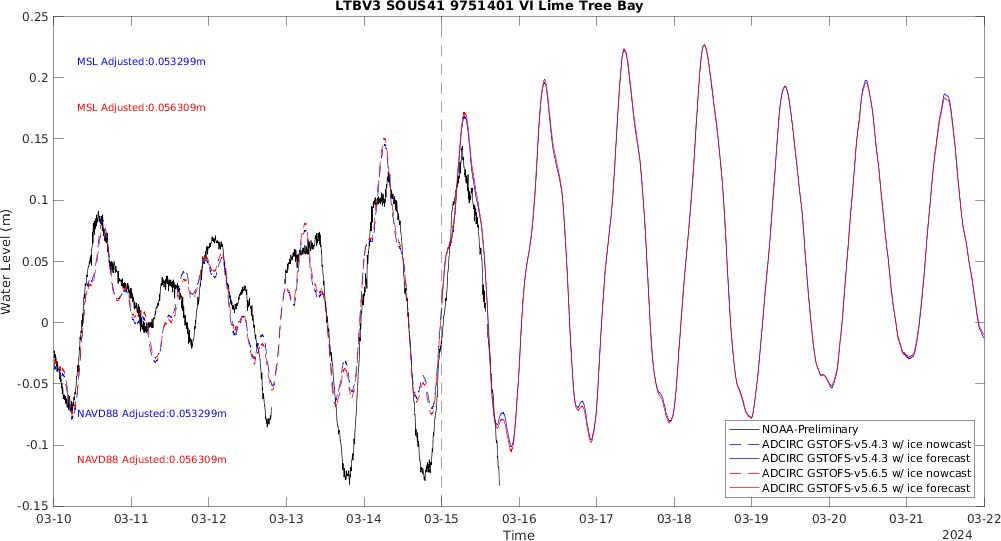 LTBV3 SOUS41 9751401 VI Lime Tree Bay
0.25
0.2
0.15
0.1
0.05
0
-0.05
-0.1
-0.15
Water Level (m)
MSL Adjusted:0.053299m
MSL Adjusted:0.056309m
NAVD88 Adjusted:0.053299m
NAVD88 Adjusted:0.056309m
NOAA-Preliminary
ADCIRC GSTOFS-v5.4.3 w/ ice nowcast
ADCIRC GSTOFS-v5.4.3 w/ ice forecast
ADCIRC GSTOFS-v5.6.5 w/ ice nowcast
ADCIRC GSTOFS-v5.6.5 w/ ice forecast
03-10 03-11 03-12 03-13 03-14 03-15 03-16 03-17 03-18 03-19 03-20 03-21 03-22
Time
2024